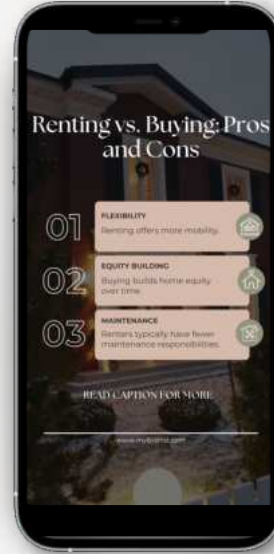 Renting vs. Buying: Pros
and Cons
01
FLEXIBILITY
Renting offers more mobility.
02
EQUITY BUILDING
Buying builds home equity
over time.
03
MAINTENANCE
Renters typically have fewer
maintenance responsibilities.
READ CAPTION FOR MORE